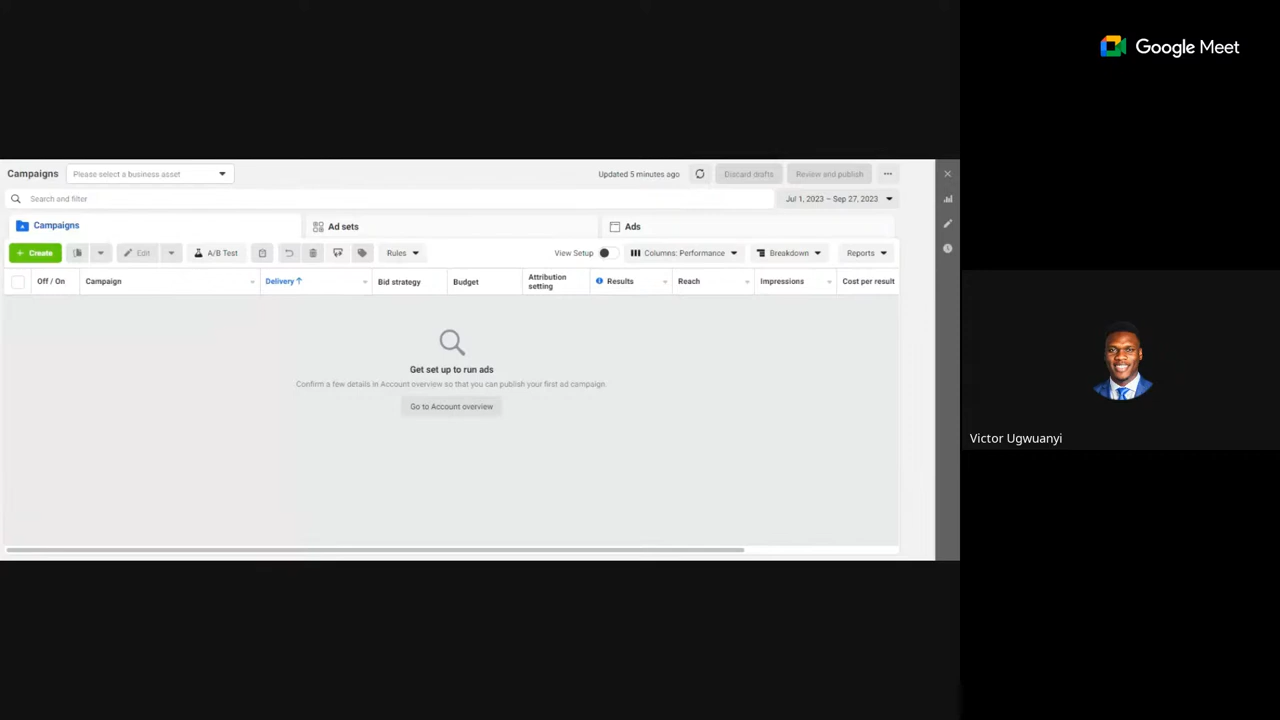 Google Meet
Campaigns Please select a business asset Updated 5 minutes ago Discard drafts Review and publish
Search and filter Jul 1, 2023 – Sep 27, 2023
Campaigns Ad sets Ads
+ Create Edit A/B Test Rules View Setup Columns: Performance Breakdown Reports
Off / On Campaign Delivery ↑ Bid strategy Budget Attribution setting Results Reach Impressions Cost per result
Get set up to run ads
Confirm a few details in Account overview so that you can publish your first ad campaign.
Go to Account overview
Victor Ugwuanyi